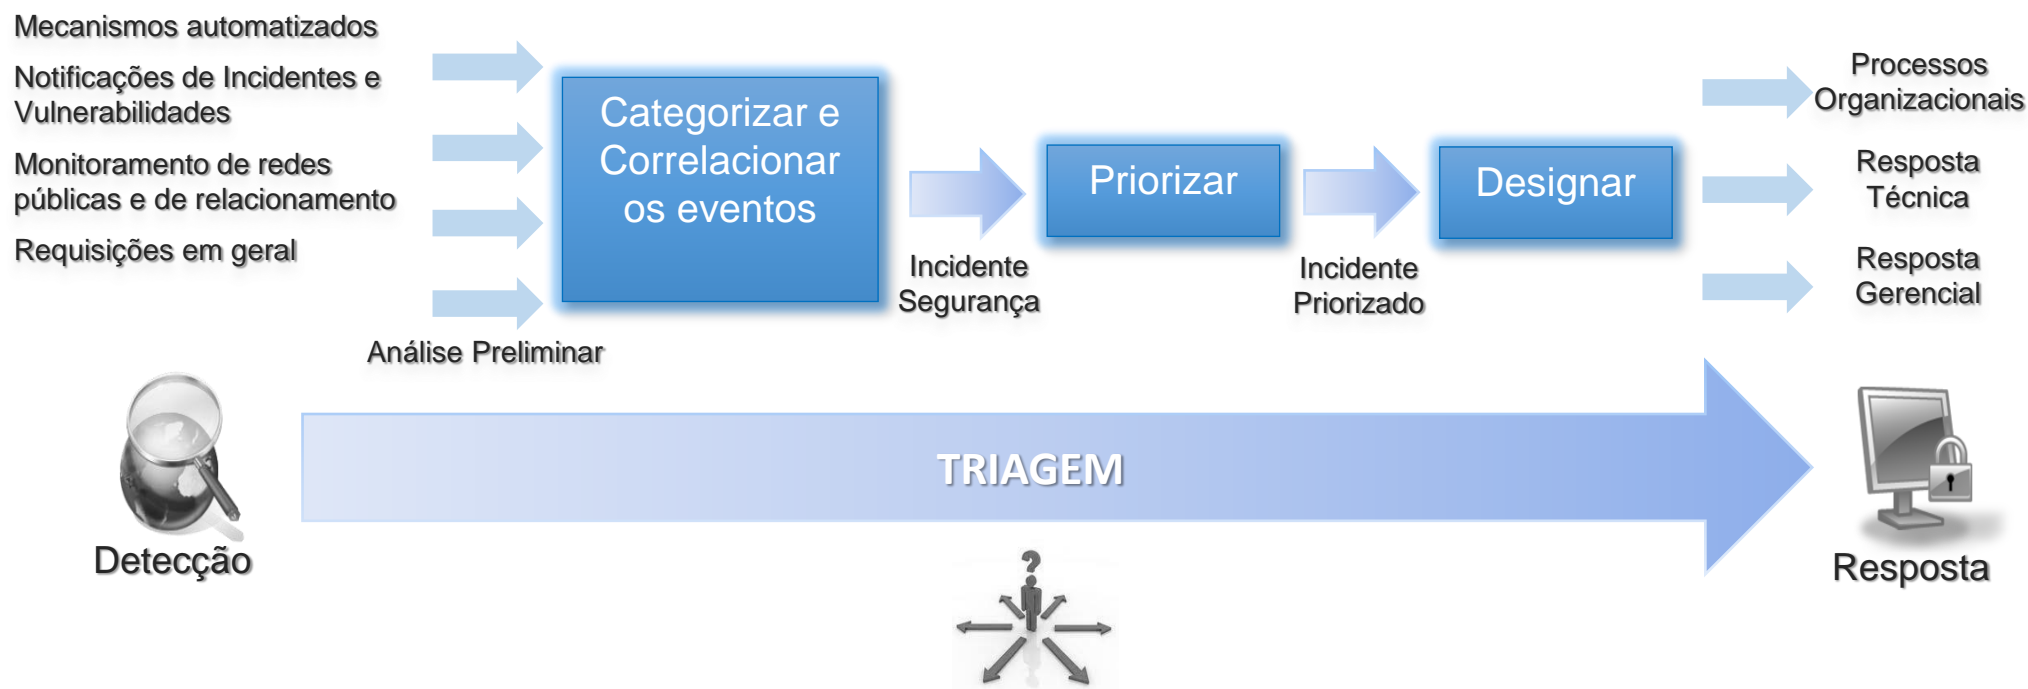 Mecanismos automatizados
Notificações de Incidentes e
Vulnerabilidades
Monitoramento de redes
públicas e de relacionamento
Requisições em geral
Análise Preliminar
Categorizar e
Correlacionar
os eventos
Incidente
Segurança
Priorizar
Incidente
Priorizado
Designar
Processos
Organizacionais
Resposta
Técnica
Resposta
Gerencial
Detecção
TRIAGEM
?
Resposta